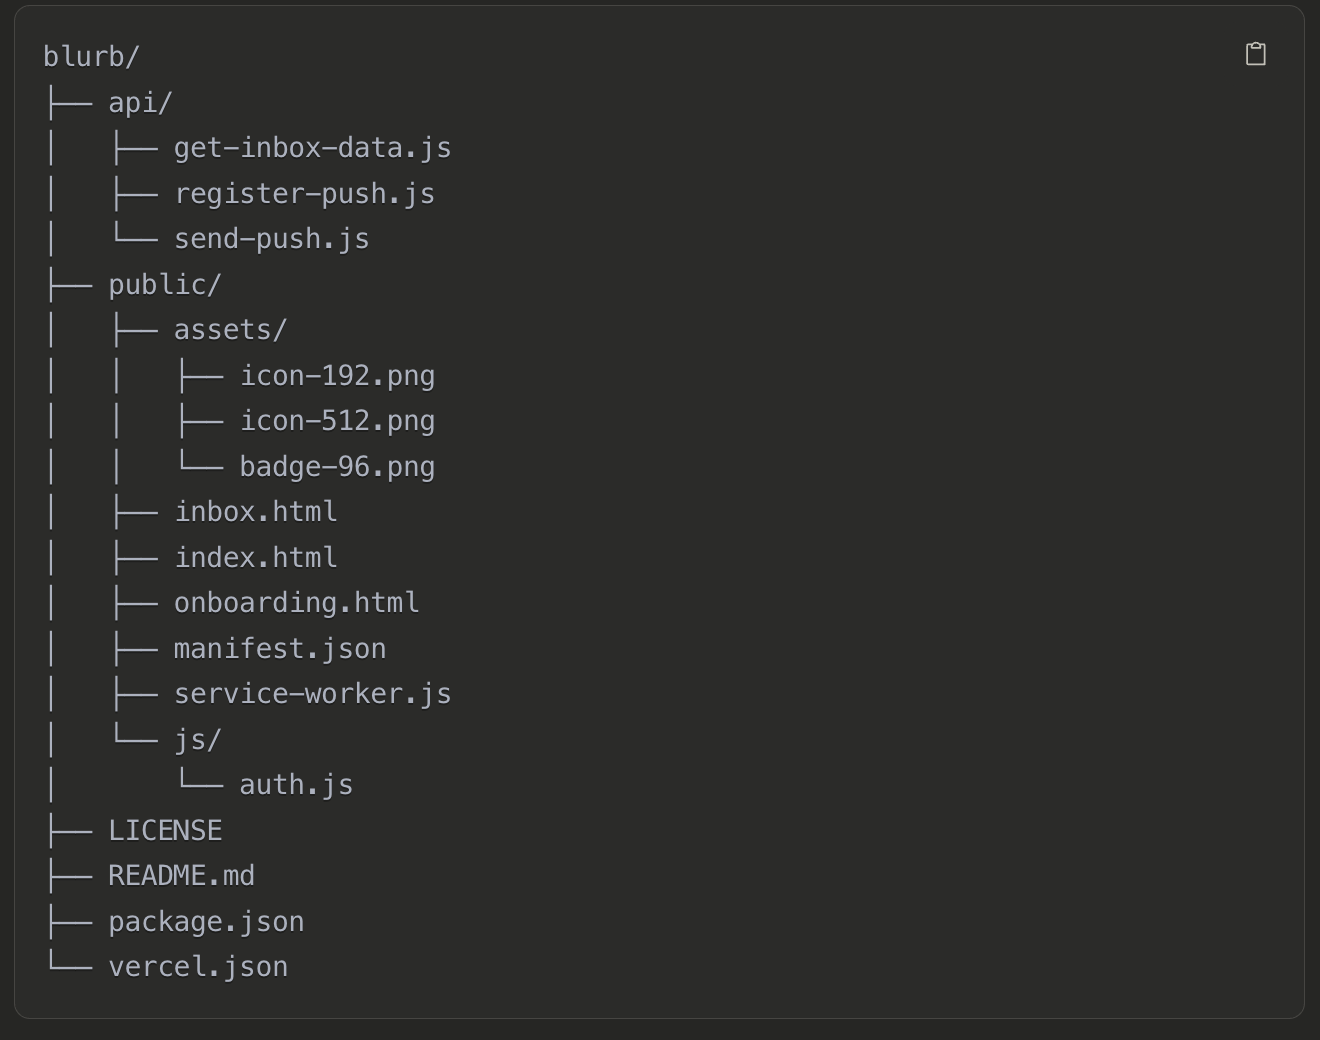 blurb/
├── api/
│   ├── get-inbox-data.js
│   ├── register-push.js
│   └── send-push.js
├── public/
│   ├── assets/
│   │   ├── icon-192.png
│   │   ├── icon-512.png
│   │   └── badge-96.png
│   ├── inbox.html
│   ├── index.html
│   ├── onboarding.html
│   ├── manifest.json
│   ├── service-worker.js
│   └── js/
│       └── auth.js
├── LICENSE
├── README.md
├── package.json
└── vercel.json